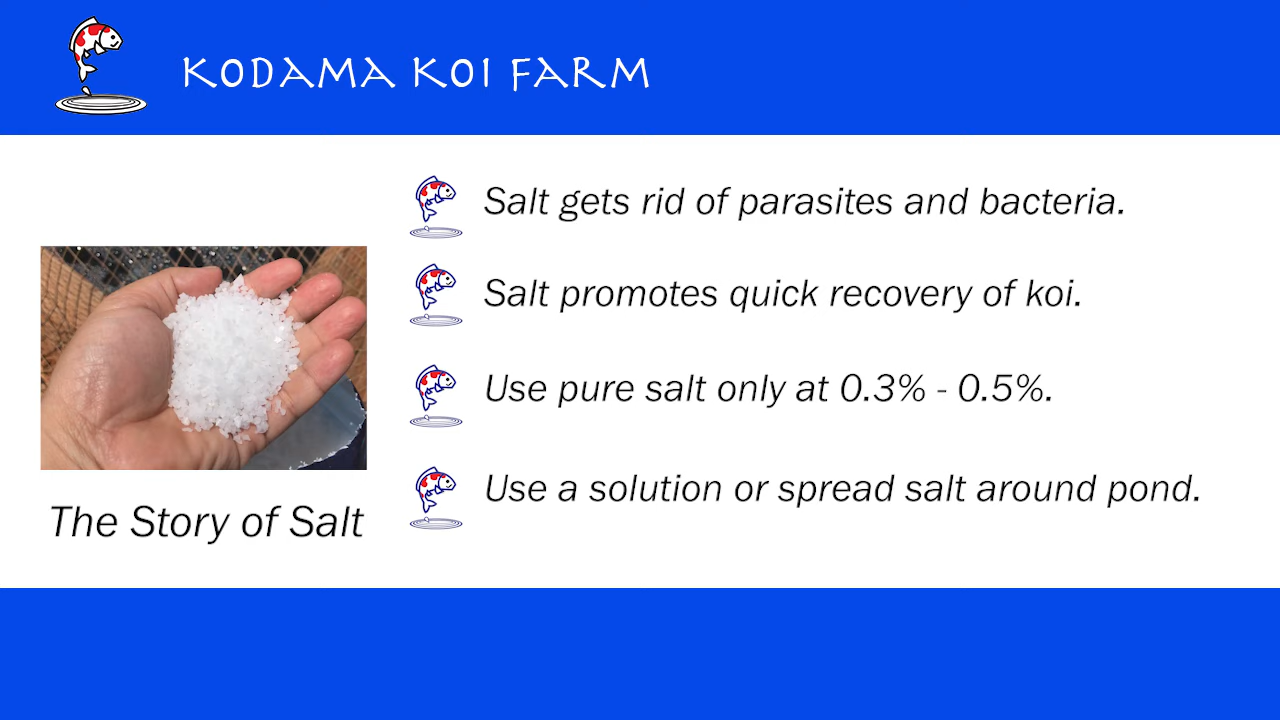 KODAMA KOI FARM
Salt gets rid of parasites and bacteria.
Salt promotes quick recovery of koi.
Use pure salt only at 0.3% - 0.5%.
Use a solution or spread salt around pond.
The Story of Salt